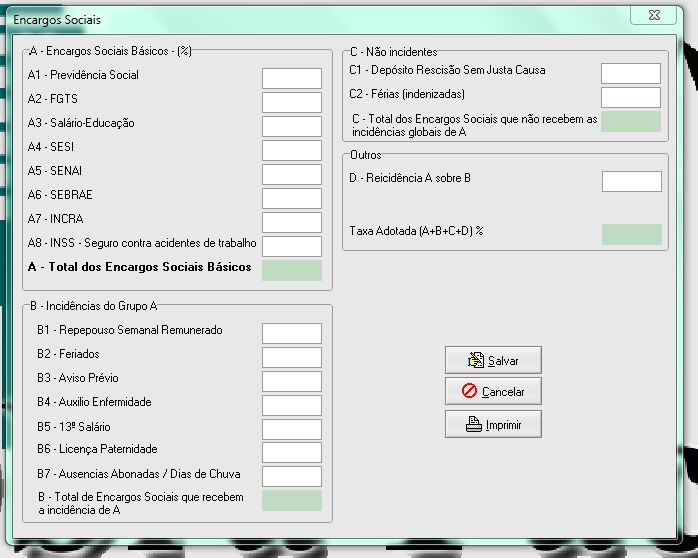 Encargos Sociais
A - Encargos Sociais Básicos - (%)
A1 - Previdência Social
A2 - FGTS
A3 - Salário-Educação
A4 - SESI
A5 - SENAI
A6 - SEBRAE
A7 - INCRA
A8 - INSS - Seguro contra acidentes de trabalho
A - Total dos Encargos Sociais Básicos
B - Incidências do Grupo A
B1 - Repepouso Semanal Remunerado
B2 - Feriados
B3 - Aviso Prévio
B4 - Auxilio Enfermidade
B5 - 13º Salário
B6 - Licença Paternidade
B7 - Ausencias Abonadas / Dias de Chuva
B - Total de Encargos Sociais que recebem
a incidência de A
C - Não incidentes
C1 - Depósito Rescisão Sem Justa Causa
C2 - Férias (indenizadas)
C - Total dos Encargos Sociais que não recebem as
incidências globais de A
Outros
D - Reicidência A sobre B
Taxa Adotada (A+B+C+D) %
Salvar
Cancelar
Imprimir